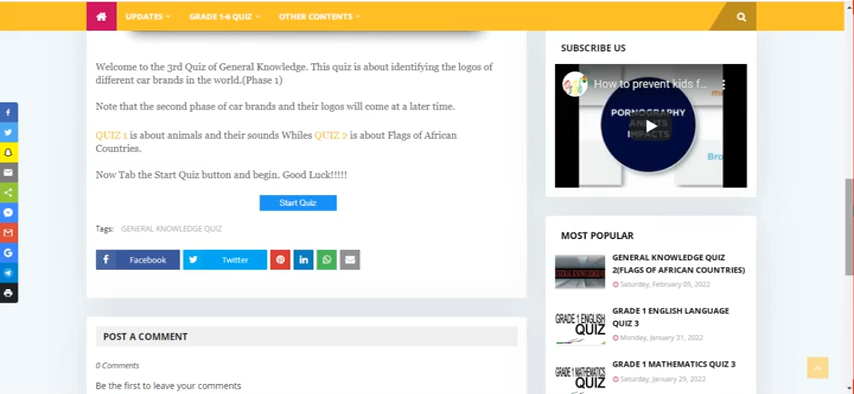 UPDATES
GRADE 1-6 QUIZ
OTHER CONTENTS
Welcome to the 3rd Quiz of General Knowledge. This quiz is about identifying the logos of
different car brands in the world.(Phase 1)
Note that the second phase of car brands and their logos will come at a later time.
QUIZ 1 is about animals and their sounds Whiles QUIZ 2 is about Flags of African
Countries.
Now Tab the Start Quiz button and begin. Good Luck!!!!!
Start Quiz
Tags: GENERAL KNOWLEDGE QUIZ
Facebook
Twitter
POST A COMMENT
0 Comments
Be the first to leave your comments
SUBSCRIBE US
How to prevent kids f...
PORNOGRAPHY
IMPACTS
Bro
MOST POPULAR
GENERAL KNOWLEDGE QUIZ
2(FLAGS OF AFRICAN COUNTRIES)
Saturday, February 05, 2022
GRADE 1 ENGLISH
QUIZ
GRADE 1 ENGLISH LANGUAGE
QUIZ 3
Monday, January 31, 2022
GRADE 1 MATHEMATICS
QUIZ
GRADE 1 MATHEMATICS QUIZ 3
Saturday, January 29, 2022